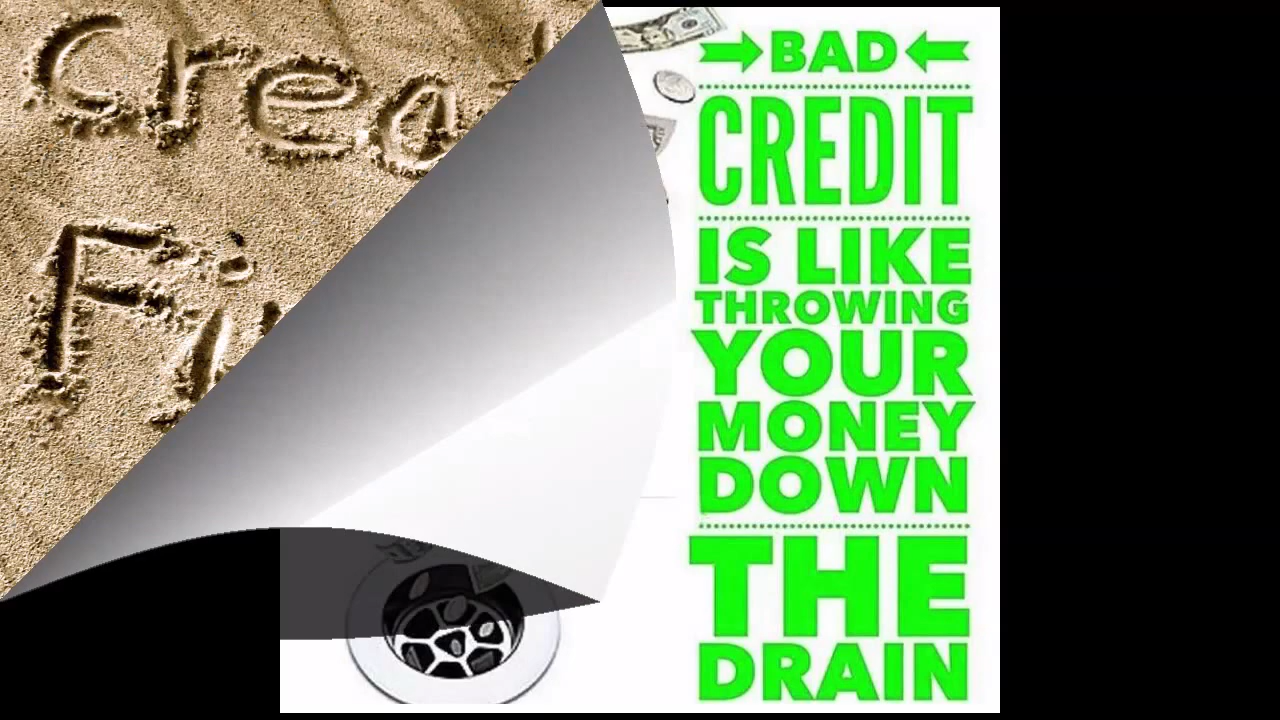 BAD
CREDIT
IS LIKE
THROWING
YOUR
MONEY
DOWN
THE
DRAIN